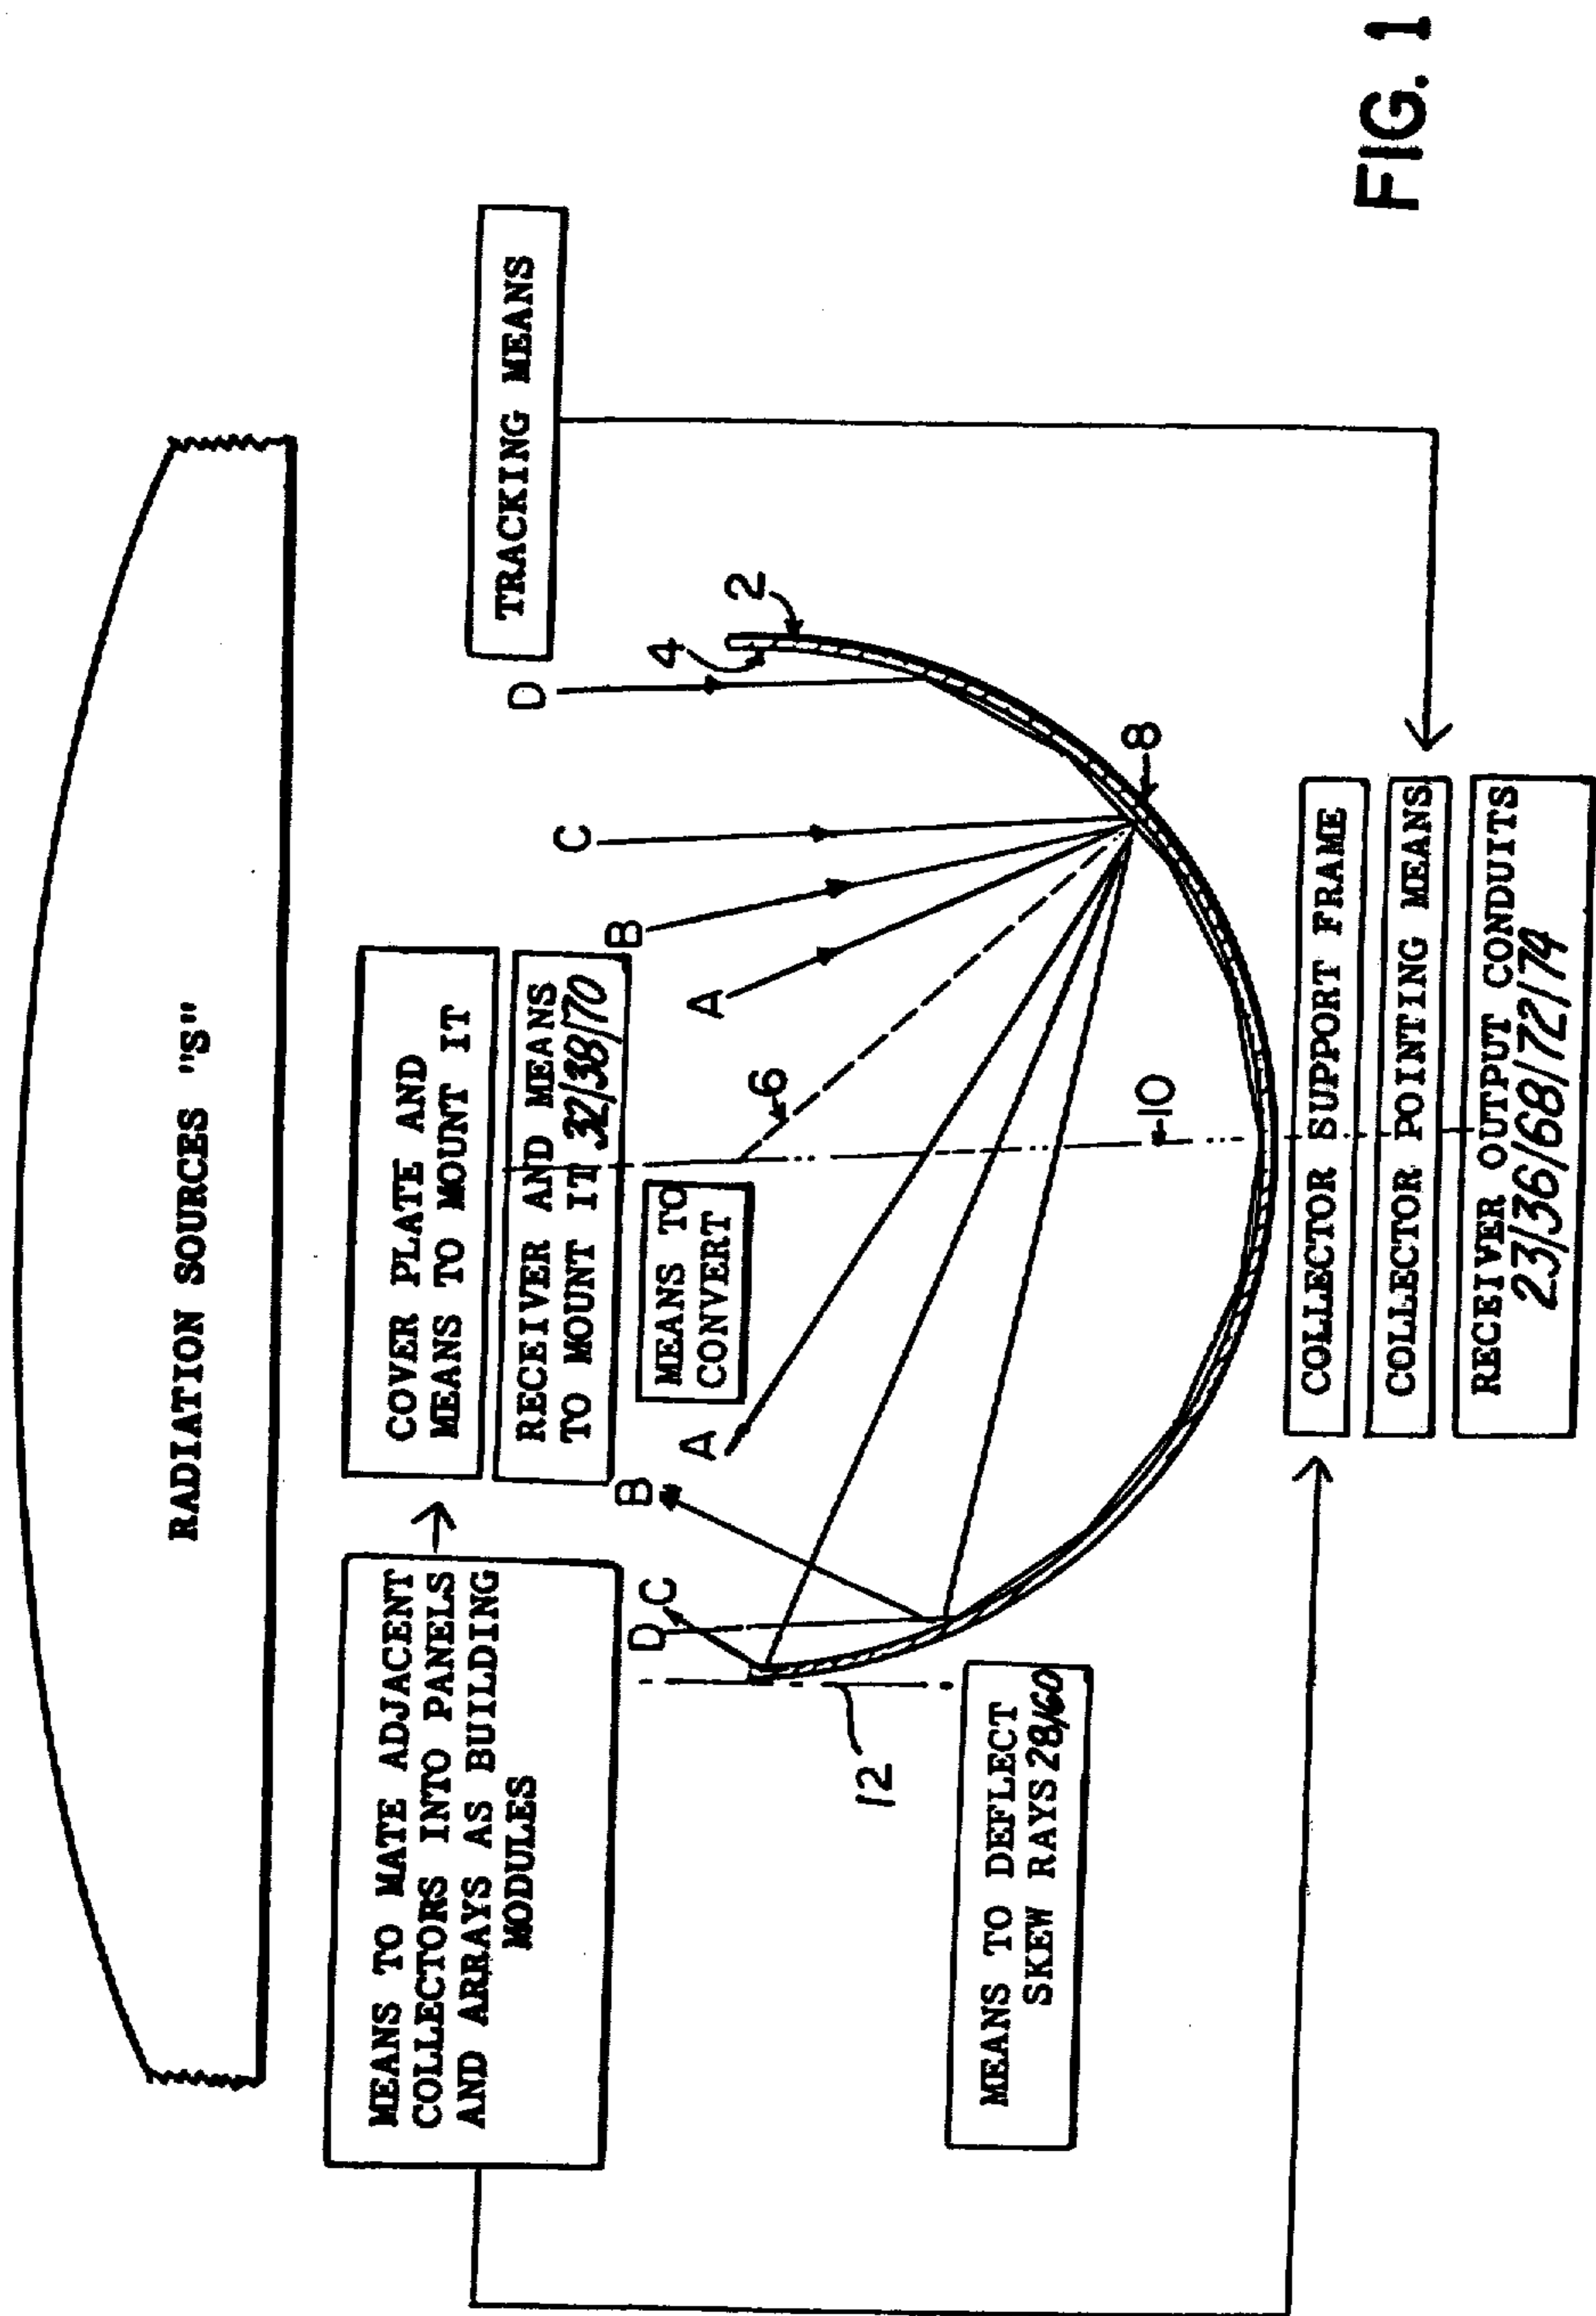 RADIATION SOURCES "S"
MEANS TO MATE ADJACENT
COLLECTORS INTO PANELS
AND ARRAYS AS BUILDING
MODULES
COVER PLATE AND
MEANS TO MOUNT IT
RECEIVER AND MEANS
TO MOUNT IT 32/38/70
MEANS TO
CONVERT
TRACKING MEANS
D
C
B
A
A
B
C
D
4
2
6
8
10
12
MEANS TO DEFLECT
SKEW RAYS 28/60
COLLECTOR SUPPORT FRAME
COLLECTOR POINTING MEANS
RECEIVER OUTPUT CONDUITS
23/36/68/72/74
FIG. 1